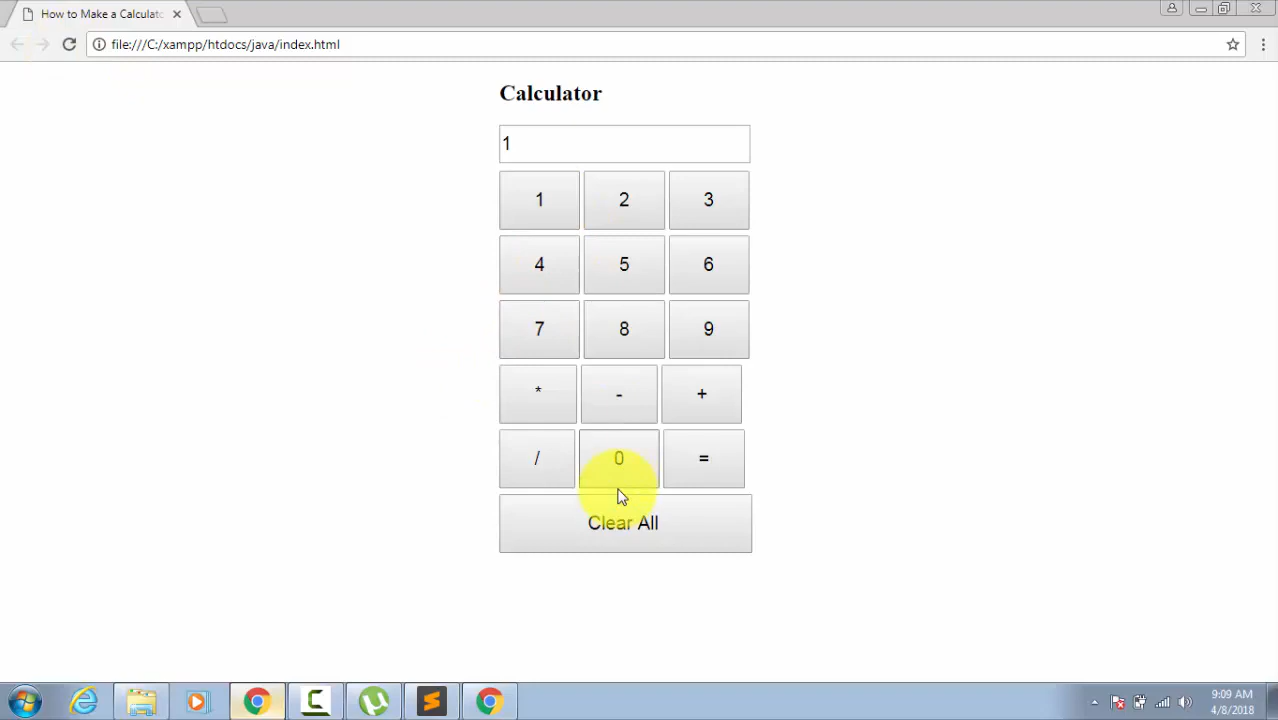 How to Make a Calculato
file:///C:/xampp/htdocs/java/index.html
Calculator
1
1 2 3
4 5 6
7 8 9
* - +
/ 0 =
Clear All
9:09 AM
4/8/2018